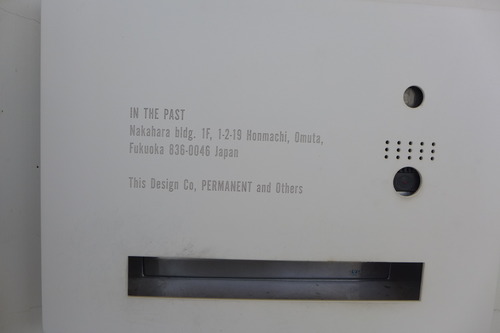 IN THE PAST
Nakahara bldg. 1F, 1-2-19 Honmachi, Omuta,
Fukuoka 836-0046 Japan
This Design Co, PERMANENT and Others